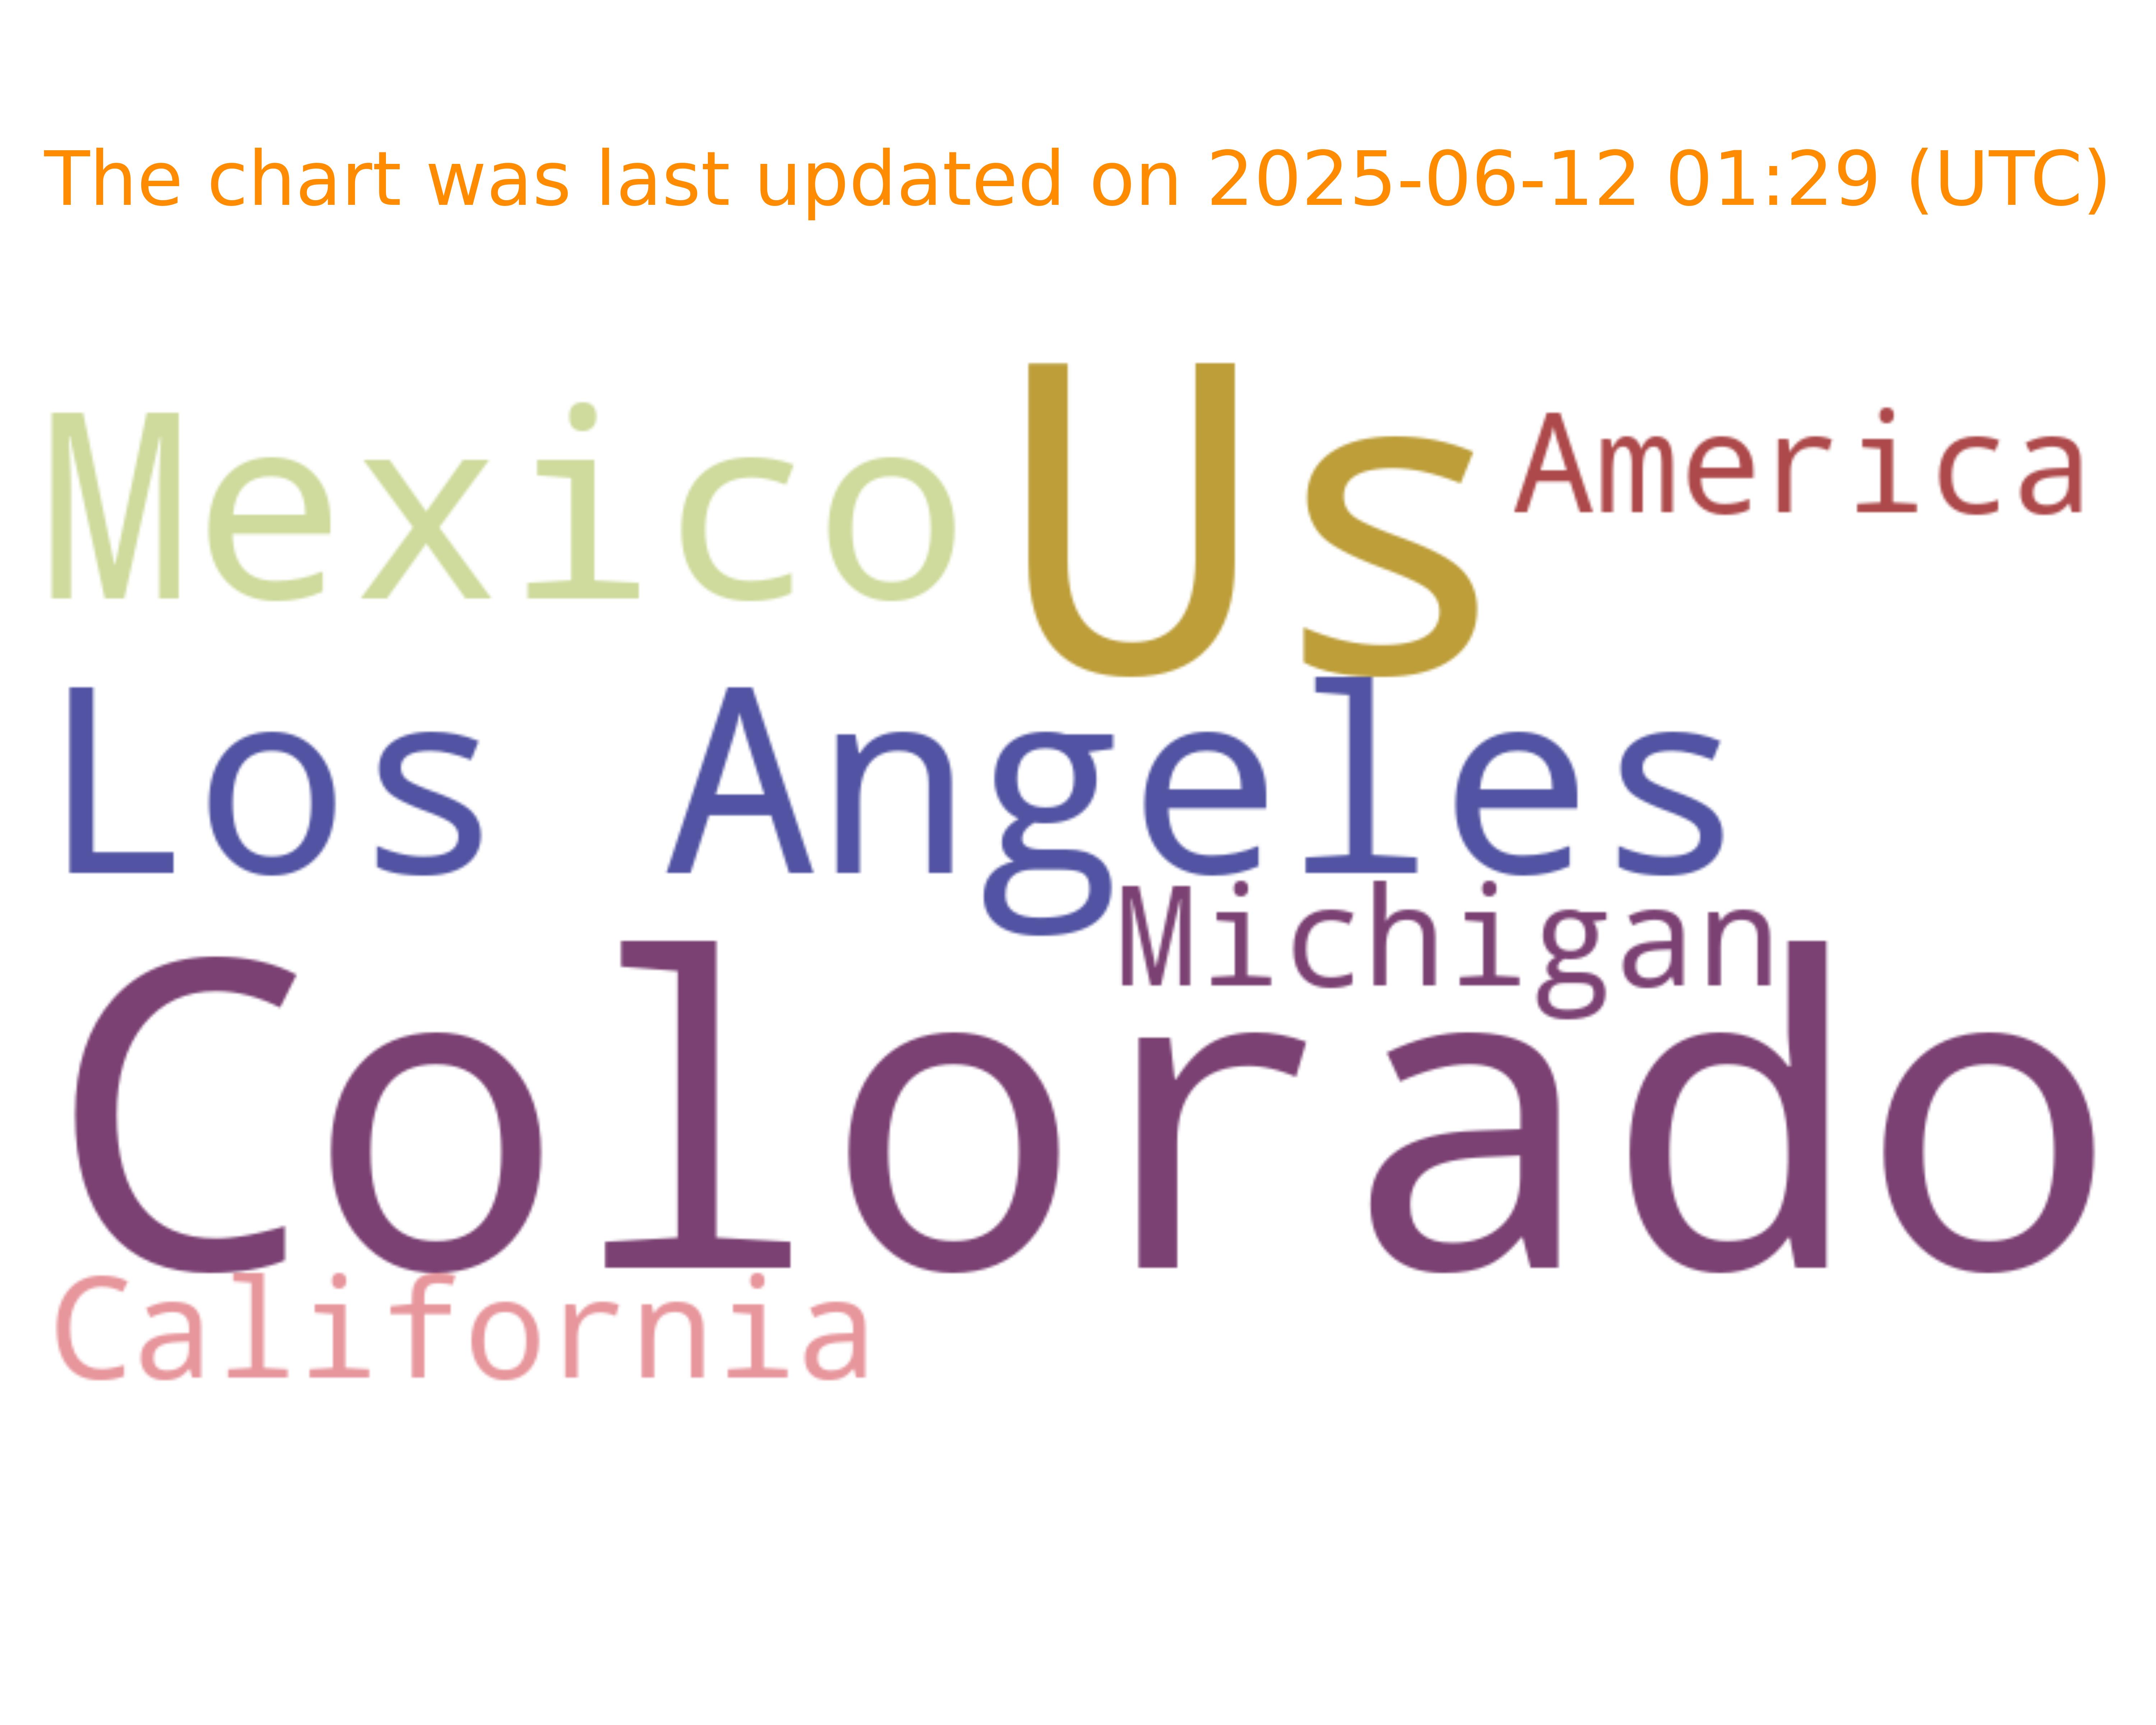 The chart was last updated on 2025-06-12 01:29 (UTC)
Mexico Us America
Los Angeles
Michigan
Colorado
California